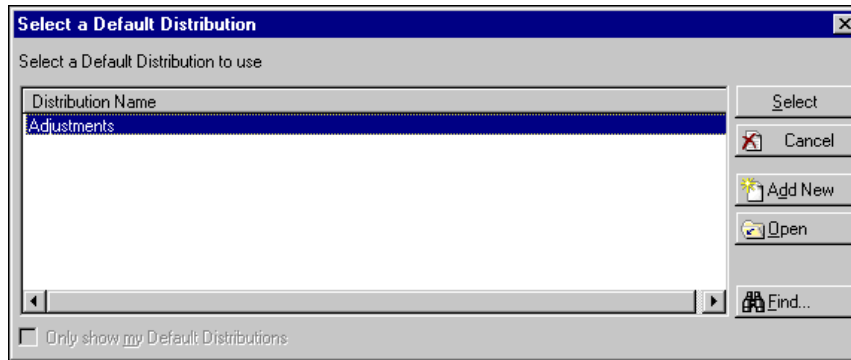 Select a Default Distribution
Select a Default Distribution to use
Distribution Name
Adjustments
Select
Cancel
Add New
Open
Find...
Only show my Default Distributions